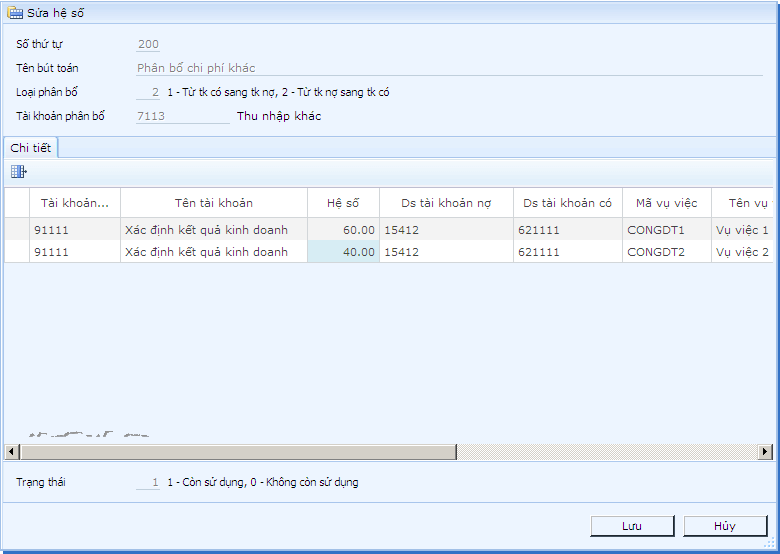 Sửa hệ số
Số thứ tự 200
Tên bút toán Phân bổ chi phí khác
Loại phân bổ 2 1 - Từ tk có sang tk nợ, 2 - Từ tk nợ sang tk có
Tài khoản phân bổ 7113 Thu nhập khác
Chi tiết
Tài khoản... Tên tài khoản Hệ số Ds tài khoản nợ Ds tài khoản có Mã vụ việc Tên vụ
91111 Xác định kết quả kinh doanh 60.00 15412 621111 CONGDT1 Vụ việc 1
91111 Xác định kết quả kinh doanh 40.00 15412 621111 CONGDT2 Vụ việc 2
Trạng thái 1 1 - Còn sử dụng, 0 - Không còn sử dụng
Lưu Hủy